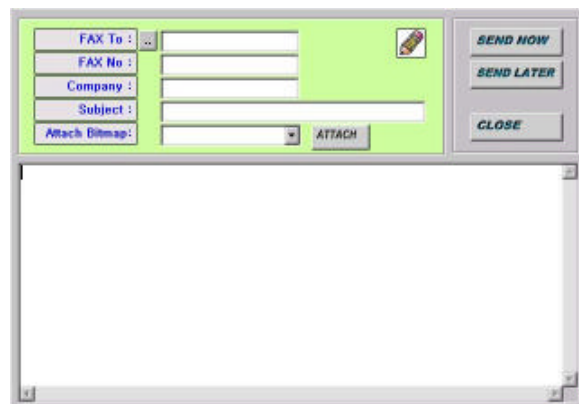 FAX To :
..
FAX No :
Company :
Subject :
Attach Bitmap:
ATTACH
SEND NOW
SEND LATER
CLOSE